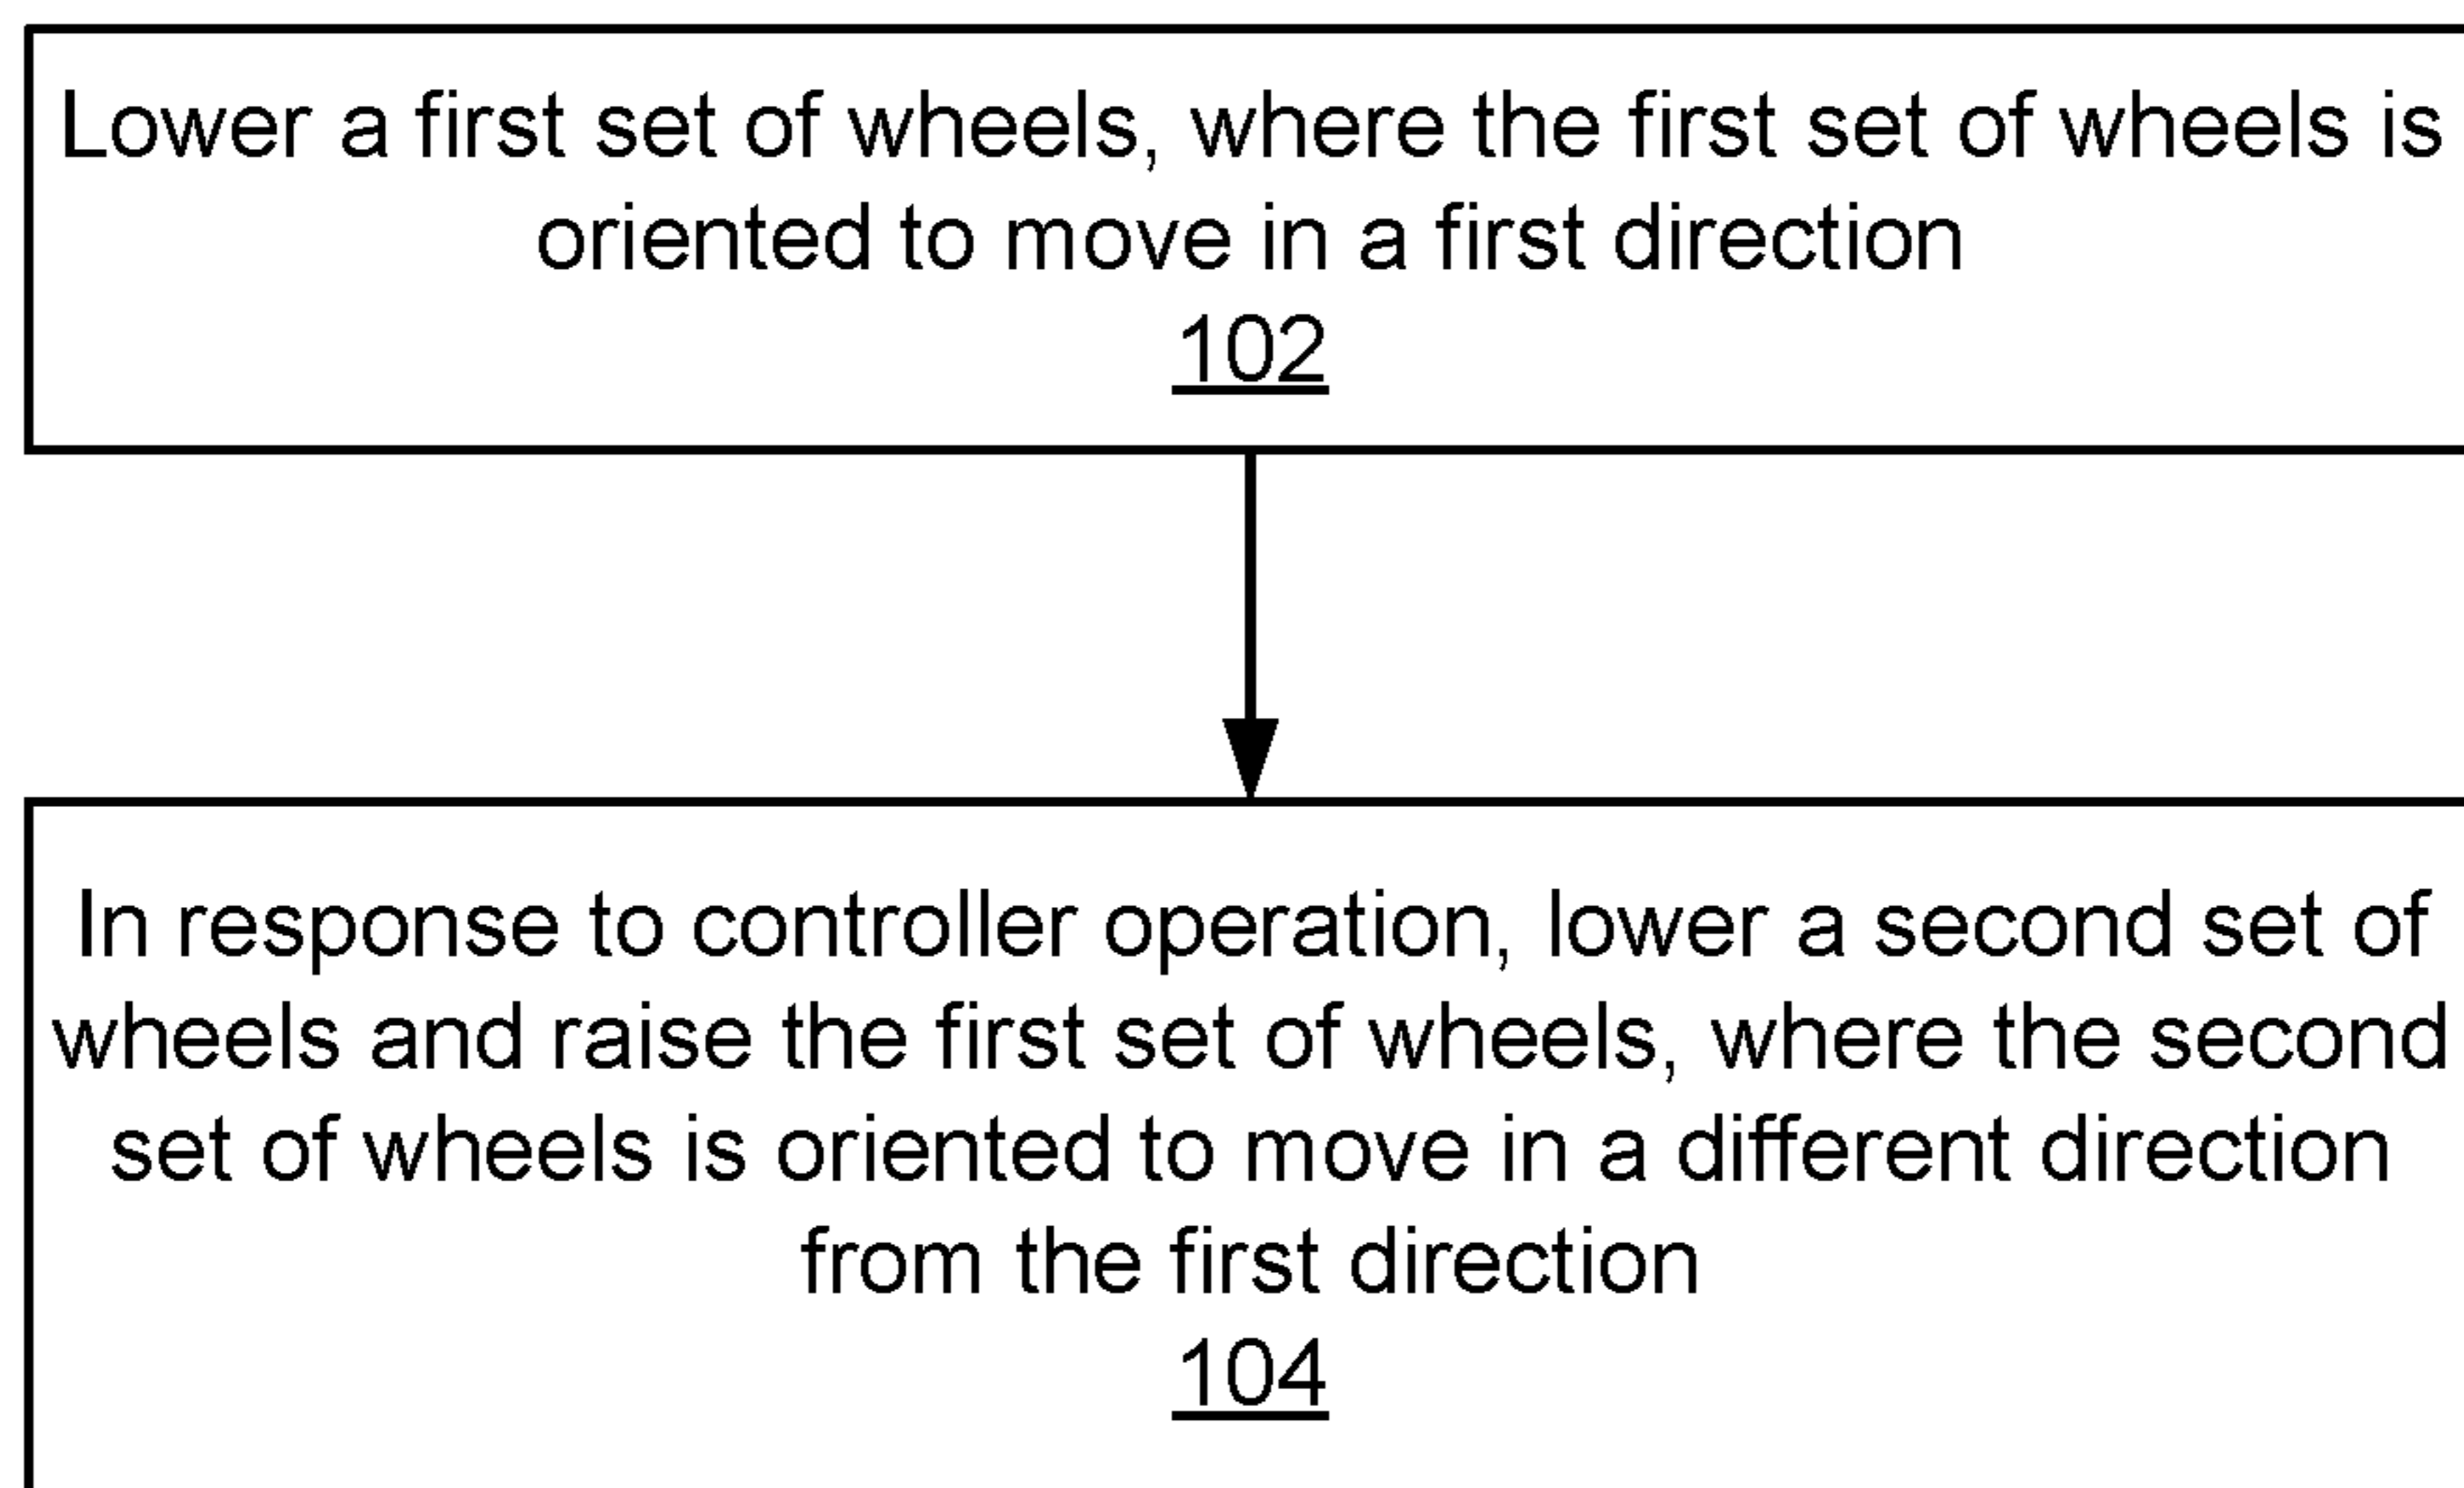 Lower a first set of wheels, where the first set of wheels is
oriented to move in a first direction
102
In response to controller operation, lower a second set of
wheels and raise the first set of wheels, where the second
set of wheels is oriented to move in a different direction
from the first direction
104